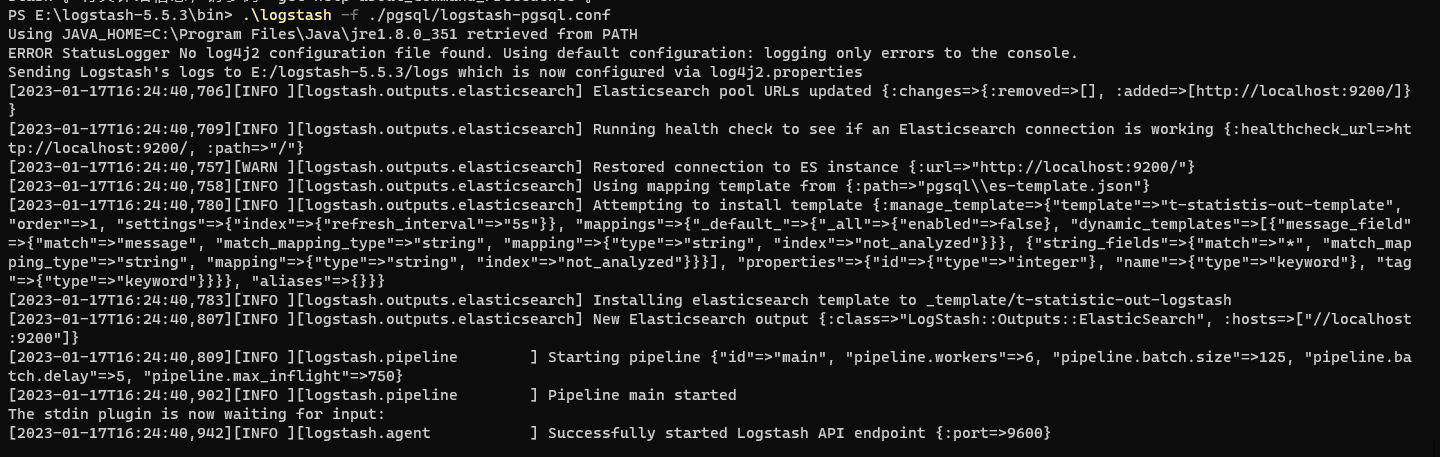 PS E:\logstash-5.5.3\bin> .\logstash -f ./pgsql/logstash-pgsql.conf
Using JAVA_HOME=C:\Program Files\Java\jre1.8.0_351 retrieved from PATH
ERROR StatusLogger No log4j2 configuration file found. Using default configuration: logging only errors to the console.
Sending Logstash's logs to E:/logstash-5.5.3/logs which is now configured via log4j2.properties
[2023-01-17T16:24:40,706][INFO ][logstash.outputs.elasticsearch] Elasticsearch pool URLs updated {:changes=>{:removed=>[], :added=>[http://localhost:9200/]}
}
[2023-01-17T16:24:40,709][INFO ][logstash.outputs.elasticsearch] Running health check to see if an Elasticsearch connection is working {:healthcheck_url=>ht
tp://localhost:9200/, :path=>"/"}
[2023-01-17T16:24:40,757][WARN ][logstash.outputs.elasticsearch] Restored connection to ES instance {:url=>"http://localhost:9200/"}
[2023-01-17T16:24:40,758][INFO ][logstash.outputs.elasticsearch] Using mapping template from {:path=>"pgsql\\es-template.json"}
[2023-01-17T16:24:40,780][INFO ][logstash.outputs.elasticsearch] Attempting to install template {:manage_template=>{"template"=>"t-statistis-out-template",
"order"=>1, "settings"=>{"index"=>{"refresh_interval"=>"5s"}}, "mappings"=>{"_default_"=>{"_all"=>{"enabled"=>false}, "dynamic_templates"=>[{"message_field"
=>{"match"=>"message", "match_mapping_type"=>"string", "mapping"=>{"type"=>"string", "index"=>"not_analyzed"}}}, {"string_fields"=>{"match"=>"*", "match_map
ping_type"=>"string", "mapping"=>{"type"=>"string", "index"=>"not_analyzed"}}}], "properties"=>{"id"=>{"type"=>"integer"}, "name"=>{"type"=>"keyword"}, "tag
"=>{"type"=>"keyword"}}}}, "aliases"=>{}}}
[2023-01-17T16:24:40,783][INFO ][logstash.outputs.elasticsearch] Installing elasticsearch template to _template/t-statistic-out-logstash
[2023-01-17T16:24:40,807][INFO ][logstash.outputs.elasticsearch] New Elasticsearch output {:class=>"LogStash::Outputs::ElasticSearch", :hosts=>["//localhost
:9200"]}
[2023-01-17T16:24:40,809][INFO ][logstash.pipeline        ] Starting pipeline {"id"=>"main", "pipeline.workers"=>6, "pipeline.batch.size"=>125, "pipeline.ba
tch.delay"=>5, "pipeline.max_inflight"=>750}
[2023-01-17T16:24:40,902][INFO ][logstash.pipeline        ] Pipeline main started
The stdin plugin is now waiting for input:
[2023-01-17T16:24:40,942][INFO ][logstash.agent           ] Successfully started Logstash API endpoint {:port=>9600}